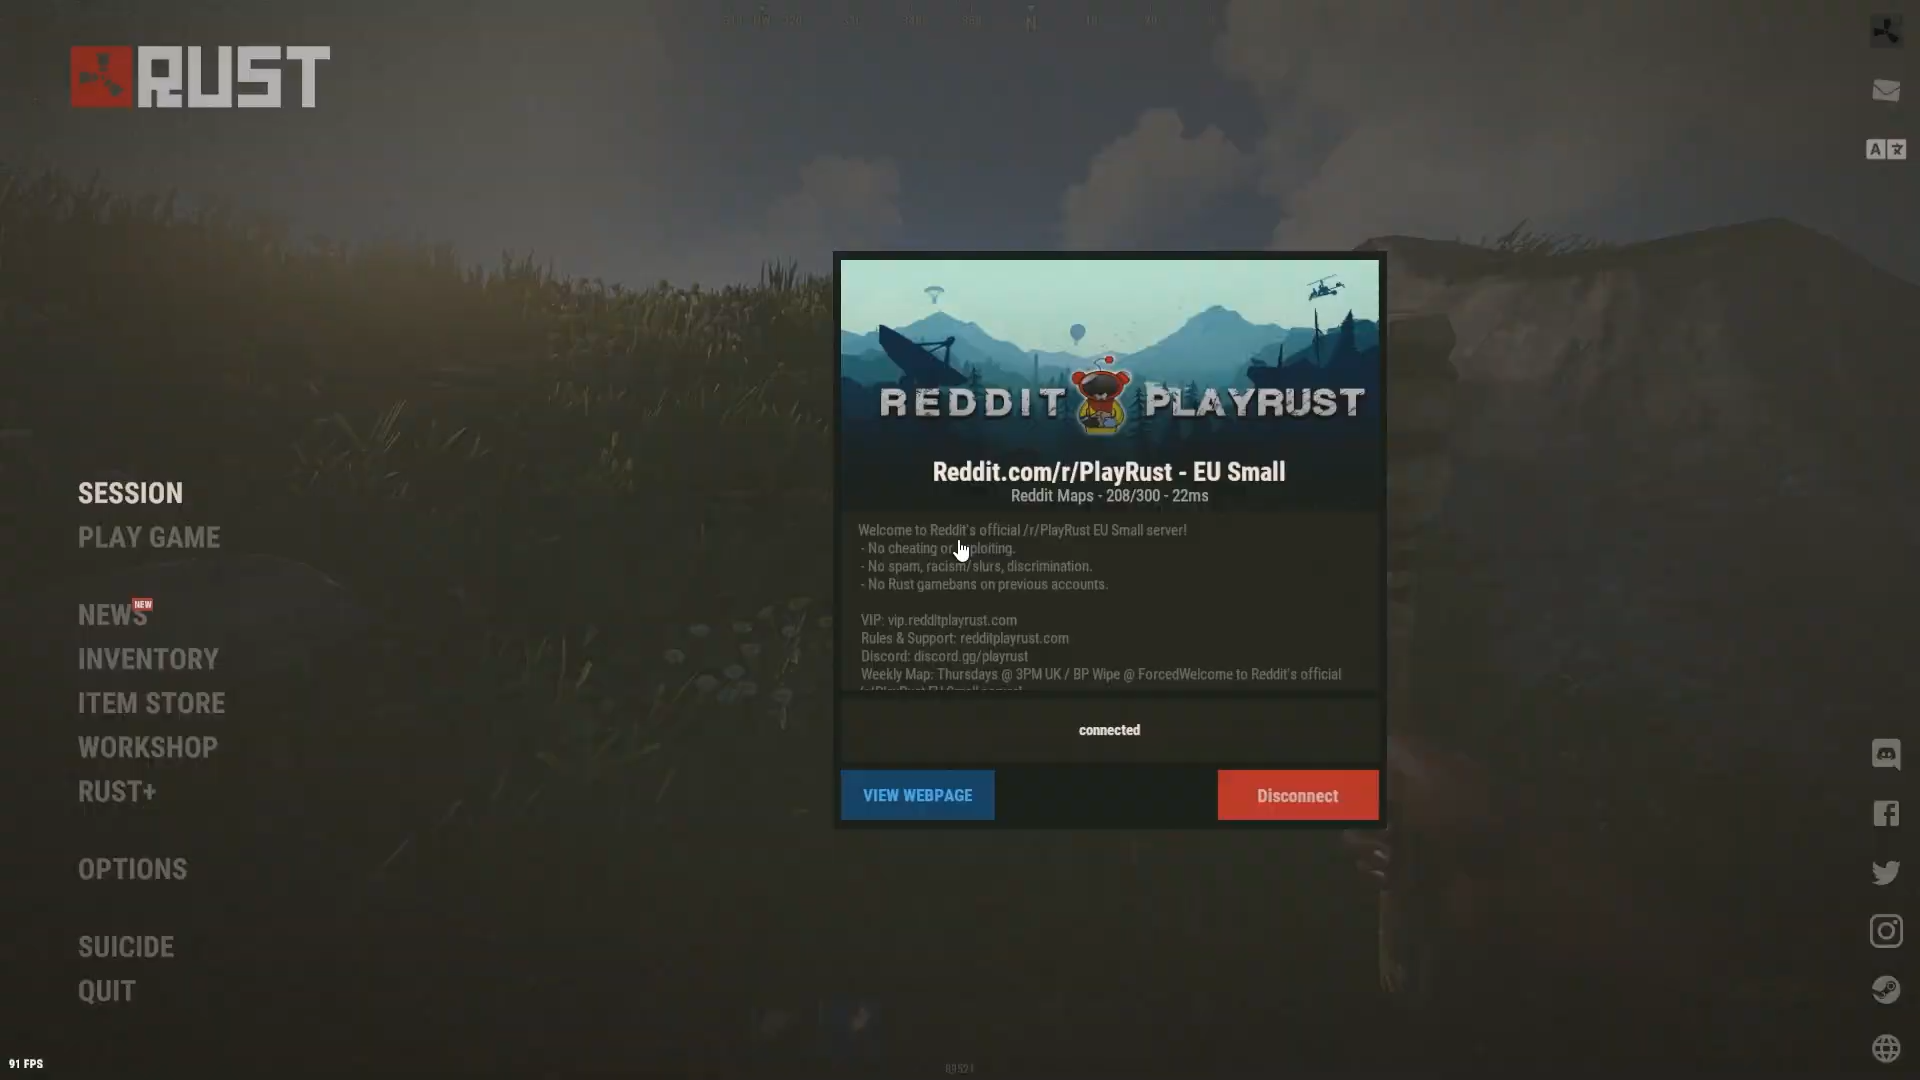 N
RUST
REDDIT PLAYRUST
Reddit.com/r/PlayRust - EU Small
Reddit Maps - 208/300 - 22ms
Welcome to Reddit's official /r/PlayRust EU Small server!
- No cheating or exploiting.
- No spam, racism/slurs, discrimination.
- No Rust gamebans on previous accounts.
VIP: vip.redditplayrust.com
Rules & Support: redditplayrust.com
Discord: discord.gg/playrust
Weekly Map: Thursdays @ 3PM UK / BP Wipe @ ForcedWelcome to Reddit's official
/r/PlayRust EU Small server!
connected
VIEW WEBPAGE
Disconnect
SESSION
PLAY GAME
NEWS NEW
INVENTORY
ITEM STORE
WORKSHOP
RUST+
OPTIONS
SUICIDE
QUIT
91 FPS